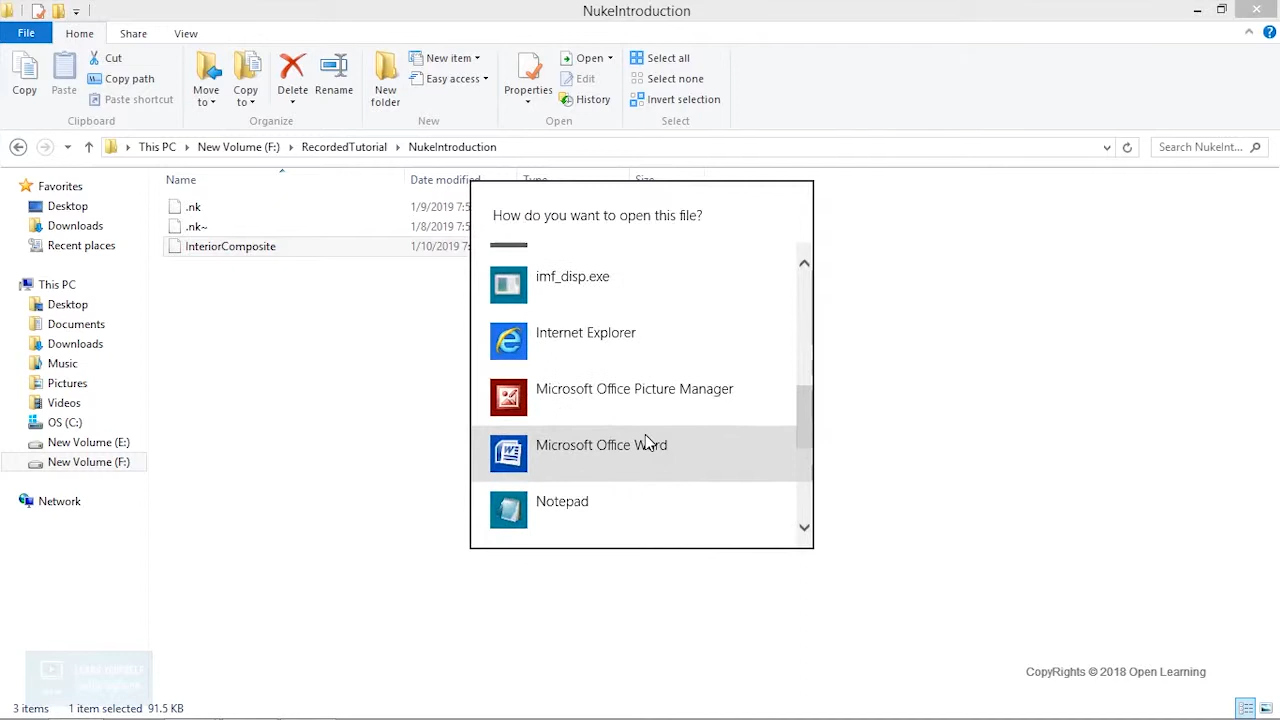 NukeIntroduction
File
Home
Share
View
Copy
Paste
Cut
Copy path
Paste shortcut
Clipboard
Move to
Copy to
Delete
Rename
Organize
New folder
New item
Easy access
New
Properties
Open
Edit
History
Open
Select all
Select none
Invert selection
Select
This PC
New Volume (F:)
RecordedTutorial
NukeIntroduction
Search NukeInt...
Name
Date modified
Type
Size
.nk
1/9/2019 7:5
.nk~
1/8/2019 7:5
InteriorComposite
1/10/2019 7:
Favorites
Desktop
Downloads
Recent places
This PC
Desktop
Documents
Downloads
Music
Pictures
Videos
OS (C:)
New Volume (E:)
New Volume (F:)
Network
How do you want to open this file?
imf_disp.exe
Internet Explorer
Microsoft Office Picture Manager
Microsoft Office Word
Notepad
CopyRights © 2018 Open Learning
3 items
1 item selected 91.5 KB